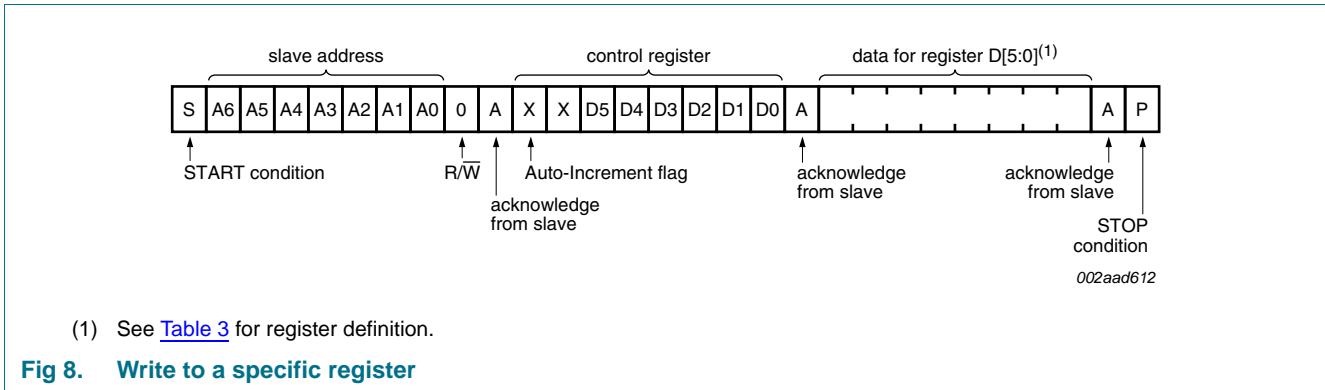 slave address control register data for register D[5:0](1)
S A6 A5 A4 A3 A2 A1 A0 0 A X X D5 D4 D3 D2 D1 D0 A A P
START condition R/W̅ Auto-Increment flag acknowledge acknowledge
from slave from slave
acknowledge
from slave
STOP
condition
002aad612
(1) See Table 3 for register definition.
Fig 8. Write to a specific register